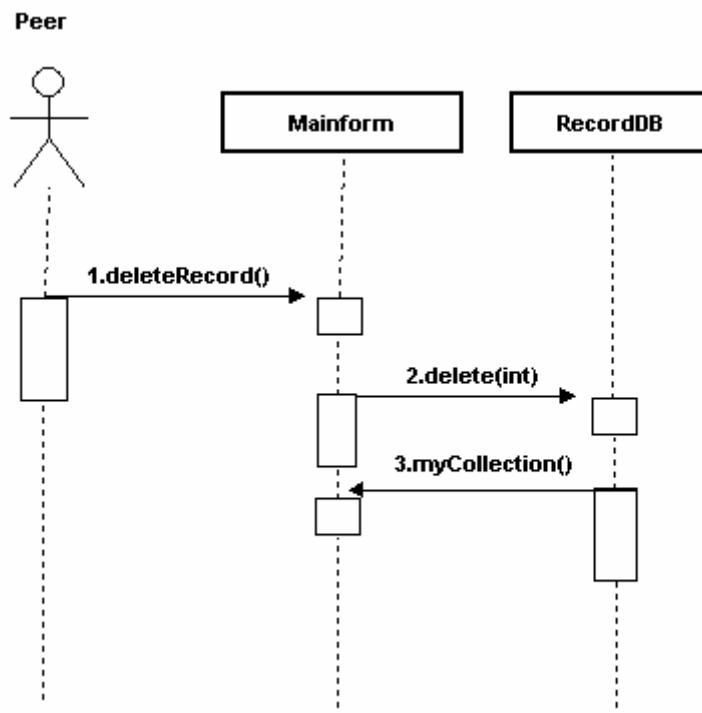 Peer
Mainform
RecordDB
1.deleteRecord()
2.delete(int)
3.myCollection()